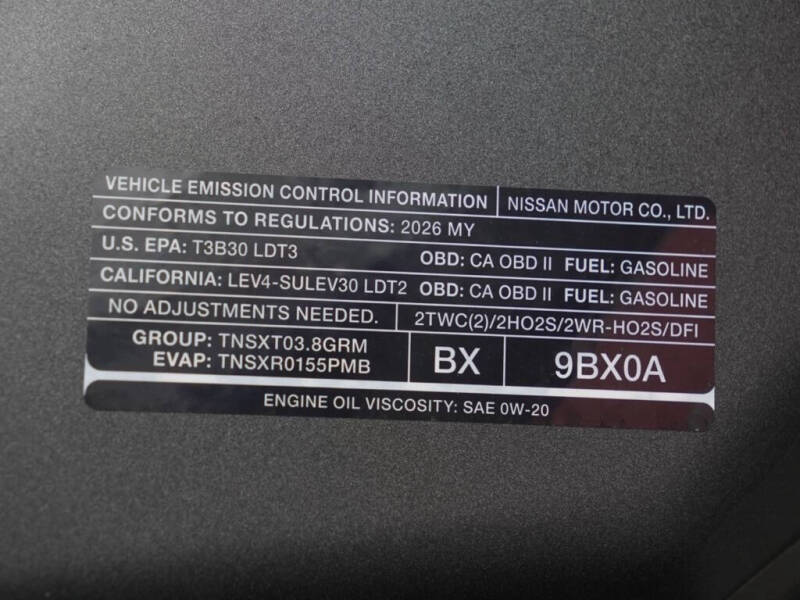 VEHICLE EMISSION CONTROL INFORMATION NISSAN MOTOR CO., LTD.
CONFORMS TO REGULATIONS: 2026 MY
U.S. EPA: T3B30 LDT3 OBD: CA OBD II FUEL: GASOLINE
CALIFORNIA: LEV4-SULEV30 LDT2 OBD: CA OBD II FUEL: GASOLINE
NO ADJUSTMENTS NEEDED. 2TWC(2)/2HO2S/2WR-HO2S/DFI
GROUP: TNSXT03.8GRM
EVAP: TNSXR0155PMB
BX
9BX0A
ENGINE OIL VISCOSITY: SAE 0W-20